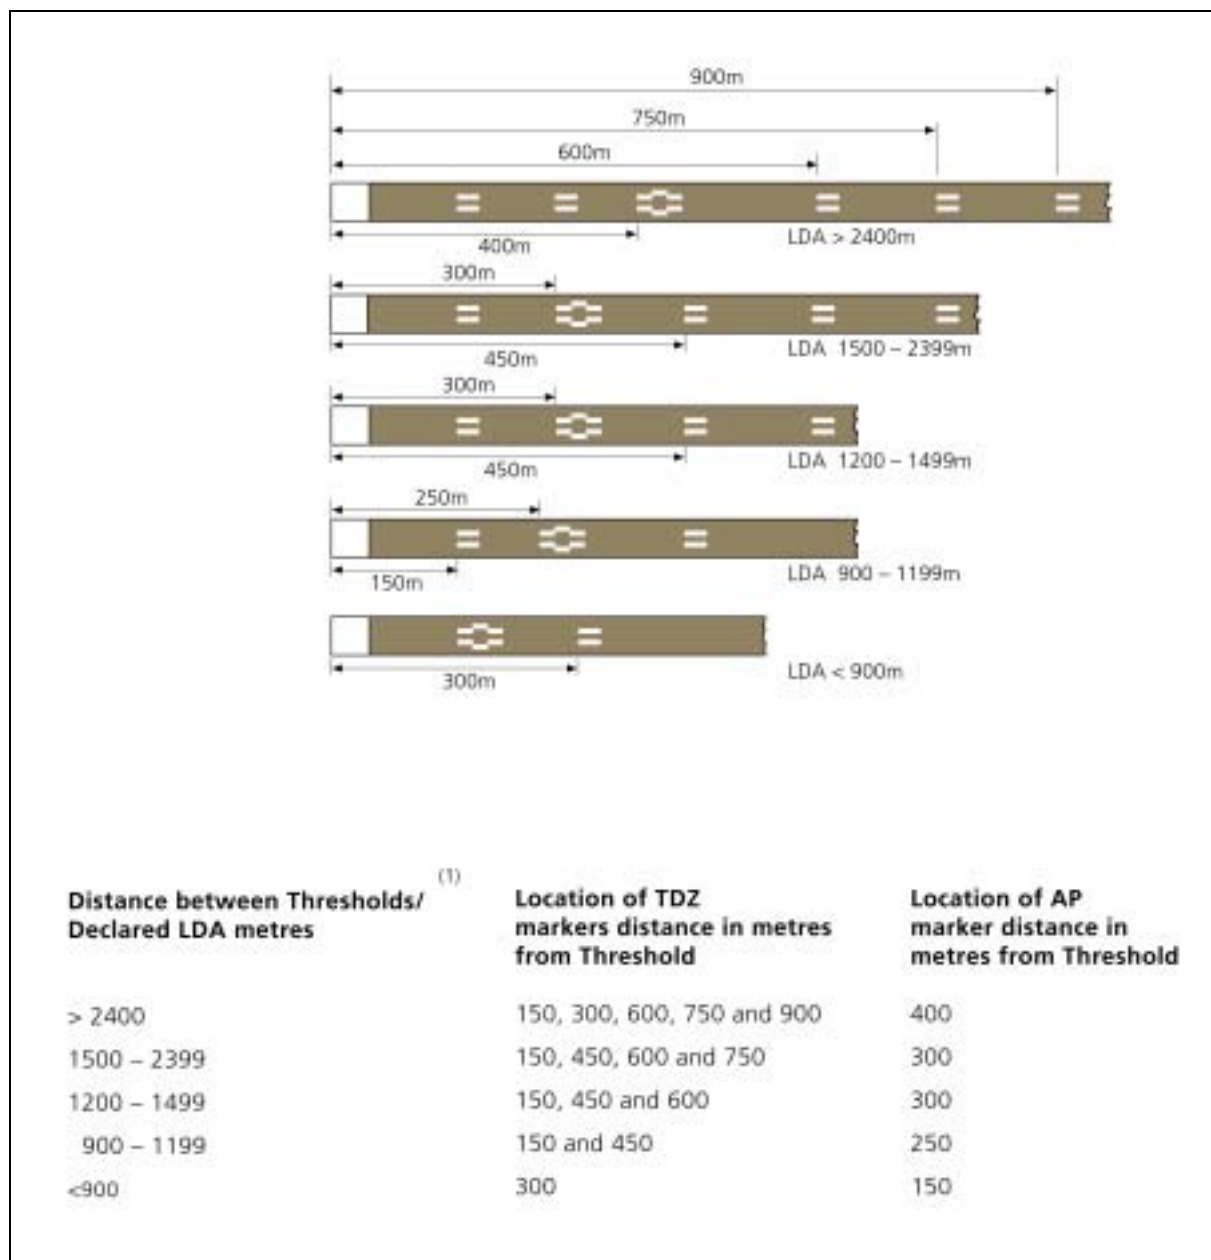 900m
750m
600m
400m
LDA > 2400m
300m
450m
LDA 1500 – 2399m
300m
450m
LDA 1200 – 1499m
250m
150m
LDA 900 – 1199m
300m
LDA < 900m
(1)
Distance between Thresholds/
Declared LDA metres
Location of TDZ
markers distance in metres
from Threshold
Location of AP
marker distance in
metres from Threshold
> 2400 150, 300, 600, 750 and 900 400
1500 – 2399 150, 450, 600 and 750 300
1200 – 1499 150, 450 and 600 300
900 – 1199 150 and 450 250
<900 300 150